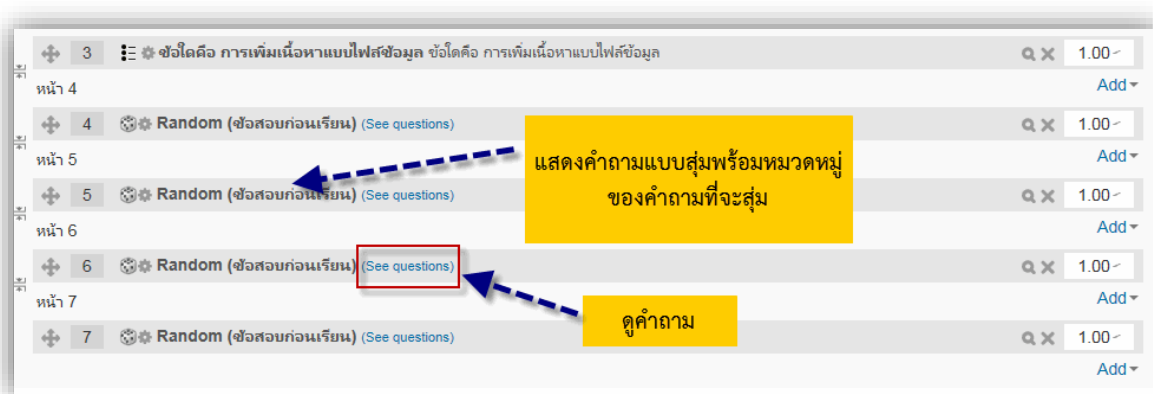 3 ข้อใดคือ การเพิ่มเนื้อหาแบบไฟล์ข้อมูล ข้อใดคือ การเพิ่มเนื้อหาแบบไฟล์ข้อมูล 1.00
หน้า 4 Add
4 Random (ข้อสอบก่อนเรียน) (See questions) 1.00
หน้า 5 Add
แสดงคำถามแบบสุ่มพร้อมหมวดหมู่
ของคำถามที่จะสุ่ม
5 Random (ข้อสอบก่อนเรียน) (See questions) 1.00
หน้า 6 Add
6 Random (ข้อสอบก่อนเรียน) (See questions) 1.00
หน้า 7 Add
ดูคำถาม
7 Random (ข้อสอบก่อนเรียน) (See questions) 1.00
Add